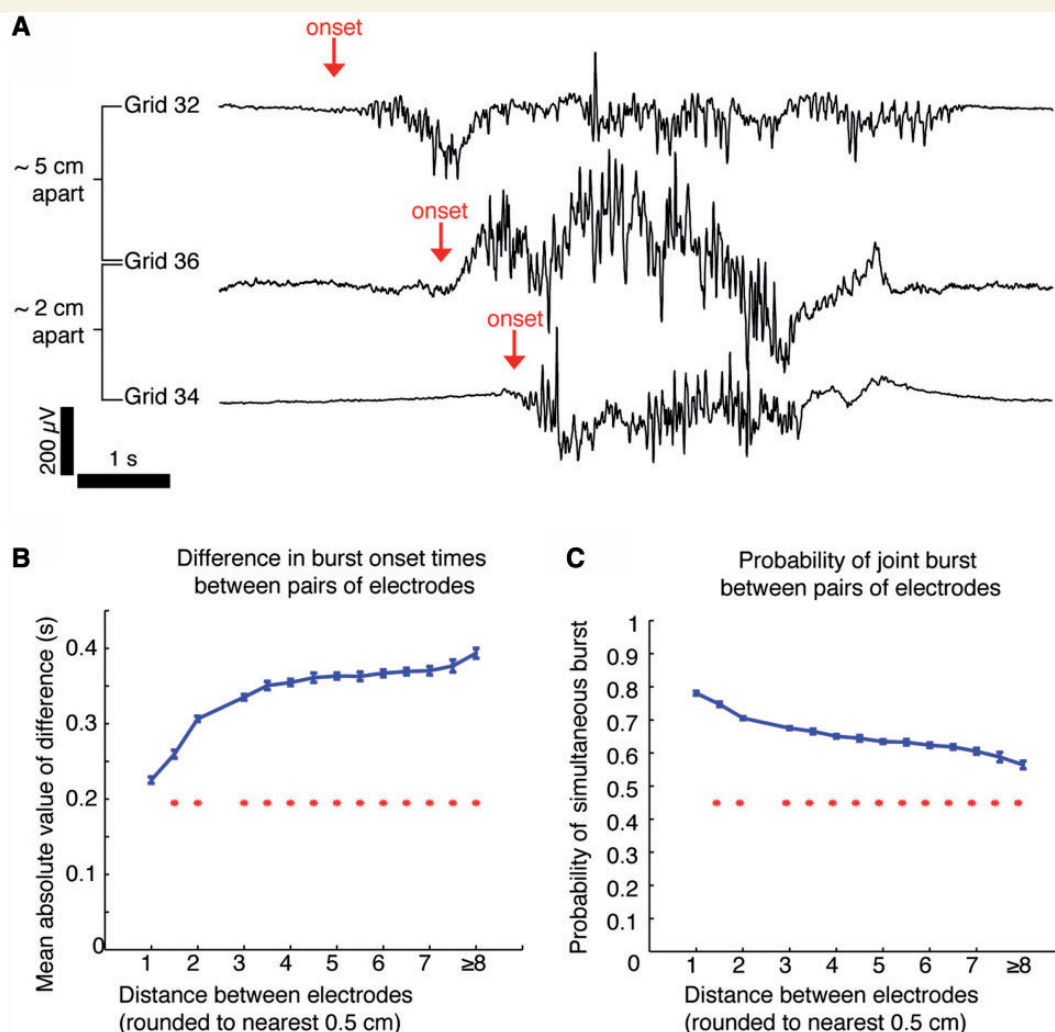 A
onset
Grid 32
~ 5 cm
apart
onset
Grid 36
~ 2 cm
apart
onset
Grid 34
200 µV
1 s
B
Difference in burst onset times
between pairs of electrodes
Mean absolute value of difference (s)
0.4
0.3
0.2
0.1
0
1 2 3 4 5 6 7 ≥8
Distance between electrodes
(rounded to nearest 0.5 cm)
C
Probability of joint burst
between pairs of electrodes
Probability of simultaneous burst
1
0.9
0.8
0.7
0.6
0.5
0.4
0.3
0.2
0.1
0
1 2 3 4 5 6 7 ≥8
Distance between electrodes
(rounded to nearest 0.5 cm)